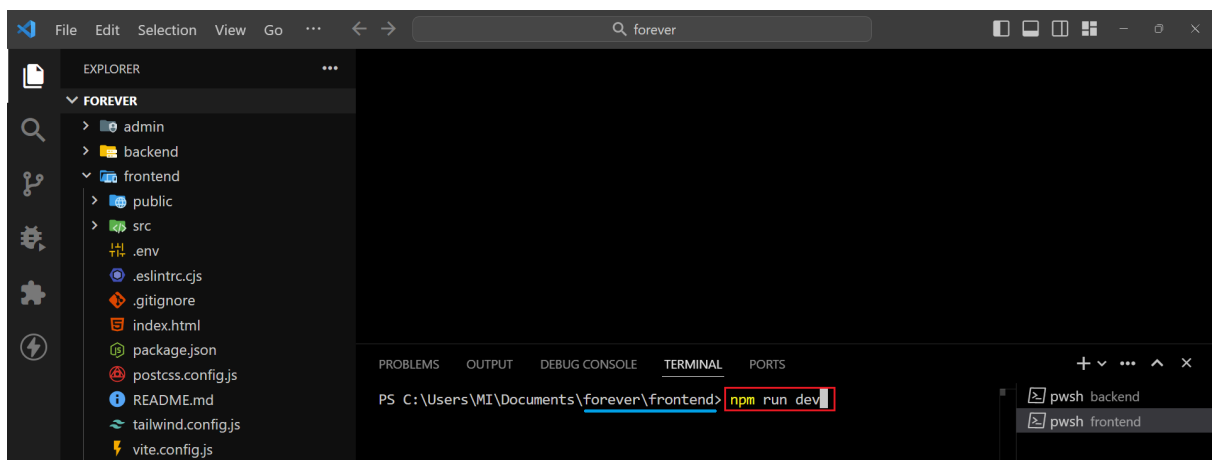 File Edit Selection View Go ··· forever
EXPLORER ···
FOREVER
admin
backend
frontend
public
src
.env
.eslintrc.cjs
.gitignore
index.html
package.json
postcss.config.js
README.md
tailwind.config.js
vite.config.js
PROBLEMS OUTPUT DEBUG CONSOLE TERMINAL PORTS
PS C:\Users\MI\Documents\forever\frontend> npm run dev
pwsh backend
pwsh frontend